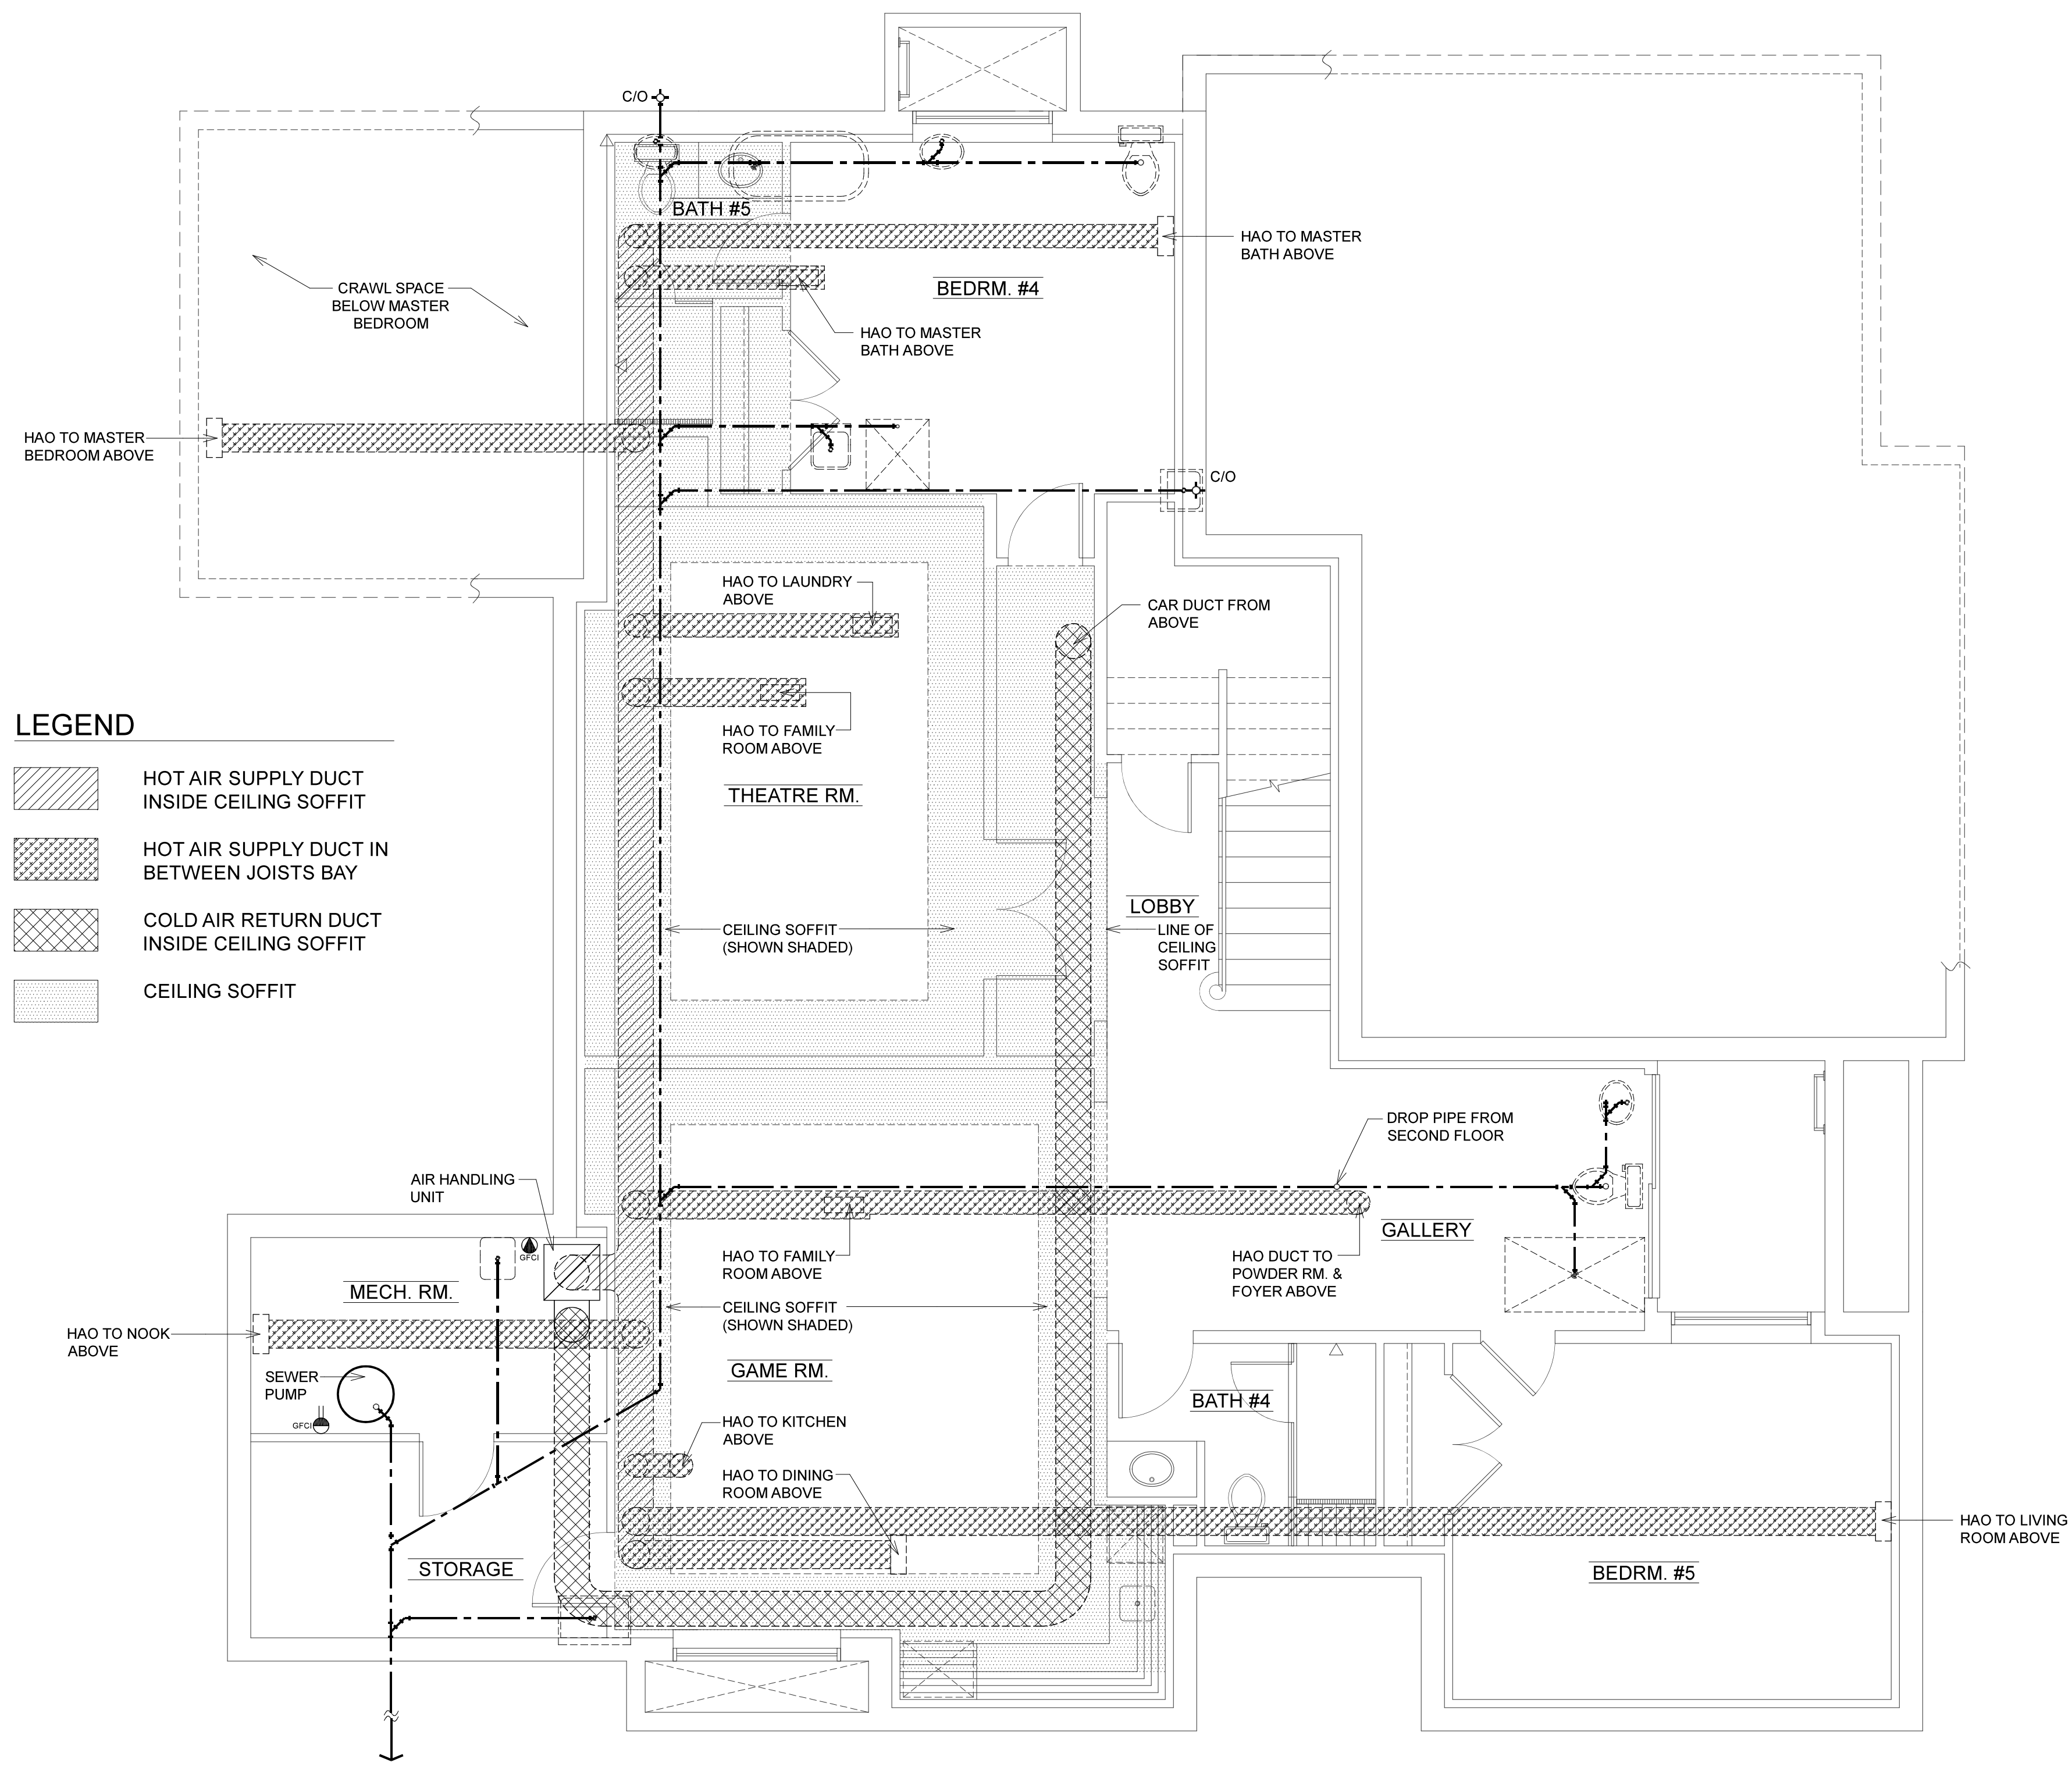 C/O
BATH #5
HAO TO MASTER
BATH ABOVE
CRAWL SPACE
BELOW MASTER
BEDROOM
BEDRM. #4
HAO TO MASTER
BATH ABOVE
HAO TO MASTER
BEDROOM ABOVE
C/O
HAO TO LAUNDRY
ABOVE
CAR DUCT FROM
ABOVE
HAO TO FAMILY
ROOM ABOVE
THEATRE RM.
LEGEND
HOT AIR SUPPLY DUCT
INSIDE CEILING SOFFIT
HOT AIR SUPPLY DUCT IN
BETWEEN JOISTS BAY
COLD AIR RETURN DUCT
INSIDE CEILING SOFFIT
CEILING SOFFIT
LOBBY
CEILING SOFFIT
(SHOWN SHADED)
LINE OF
CEILING
SOFFIT
DROP PIPE FROM
SECOND FLOOR
AIR HANDLING
UNIT
GALLERY
GFCI
HAO TO FAMILY
ROOM ABOVE
HAO DUCT TO
POWDER RM. &
FOYER ABOVE
MECH. RM.
CEILING SOFFIT
(SHOWN SHADED)
HAO TO NOOK
ABOVE
GAME RM.
SEWER
PUMP
GFCI
BATH #4
HAO TO KITCHEN
ABOVE
HAO TO DINING
ROOM ABOVE
HAO TO LIVING
ROOM ABOVE
STORAGE
BEDRM. #5